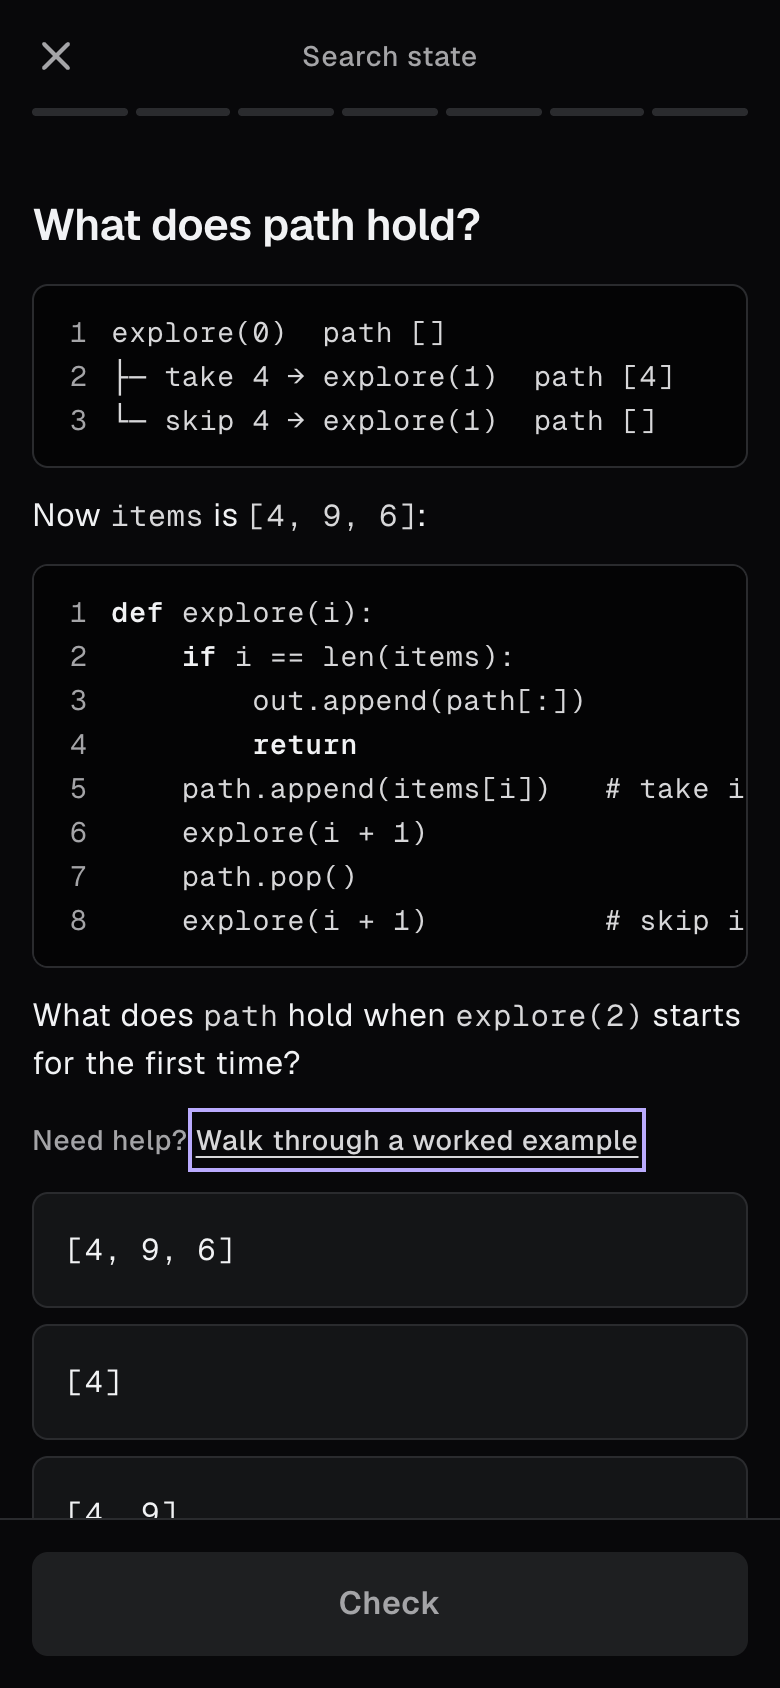 Search state
What does path hold?
1 explore(0)  path []
2 ├─ take 4 → explore(1)  path [4]
3 └─ skip 4 → explore(1)  path []
Now items is [4, 9, 6]:
1 def explore(i):
2     if i == len(items):
3         out.append(path[:])
4         return
5     path.append(items[i])   # take i
6     explore(i + 1)
7     path.pop()
8     explore(i + 1)          # skip i
What does path hold when explore(2) starts
for the first time?
Need help? Walk through a worked example
[4, 9, 6]
[4]
[4, 9]
Check